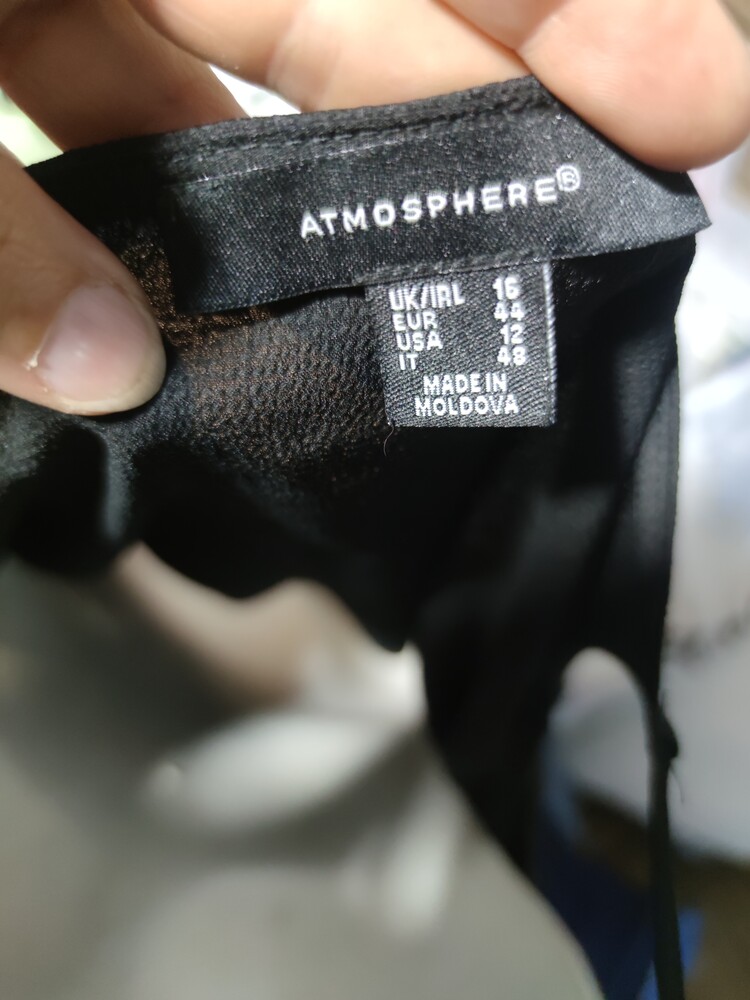 ATMOSPHERE®
UK/IRL 16
EUR 44
USA 12
IT 48
MADE IN
MOLDOVA